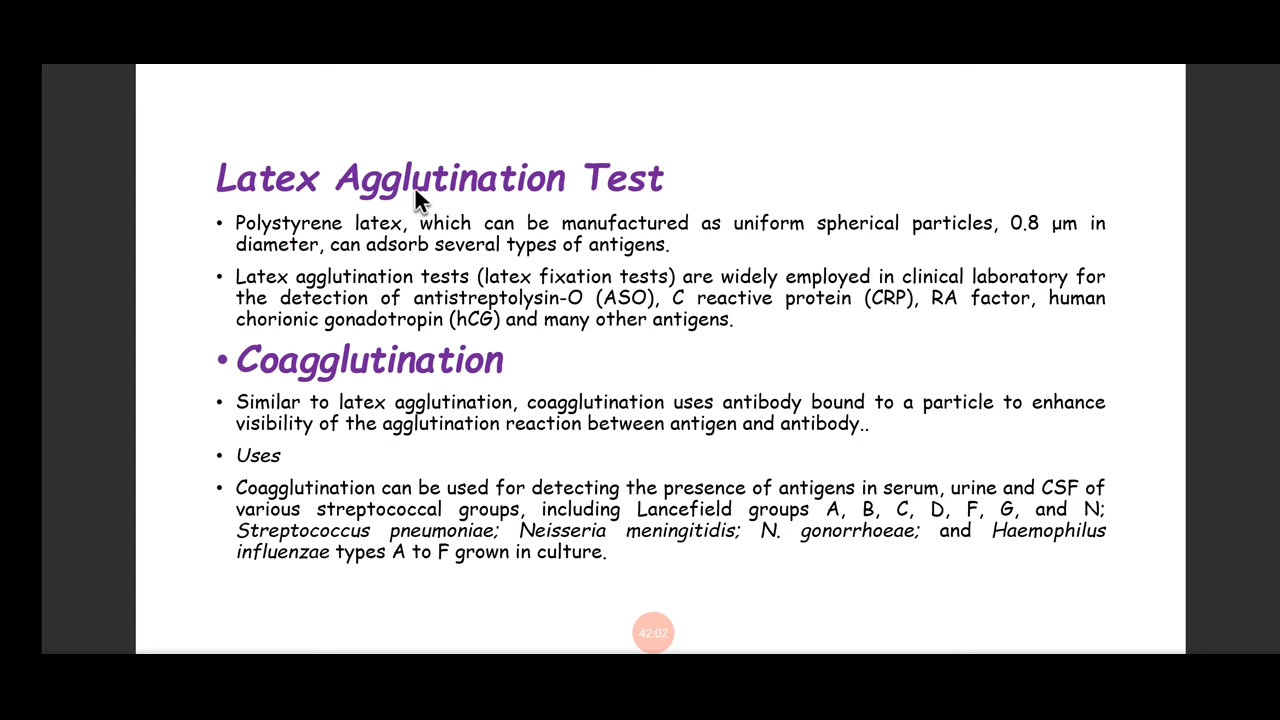 Latex Agglutination Test
• Polystyrene latex, which can be manufactured as uniform spherical particles, 0.8 µm in
diameter, can adsorb several types of antigens.
• Latex agglutination tests (latex fixation tests) are widely employed in clinical laboratory for
the detection of antistreptolysin-O (ASO), C reactive protein (CRP), RA factor, human
chorionic gonadotropin (hCG) and many other antigens.
• Coagglutination
• Similar to latex agglutination, coagglutination uses antibody bound to a particle to enhance
visibility of the agglutination reaction between antigen and antibody..
• Uses
• Coagglutination can be used for detecting the presence of antigens in serum, urine and CSF of
various streptococcal groups, including Lancefield groups A, B, C, D, F, G, and N;
Streptococcus pneumoniae; Neisseria meningitidis; N. gonorrhoeae; and Haemophilus
influenzae types A to F grown in culture.
42:02